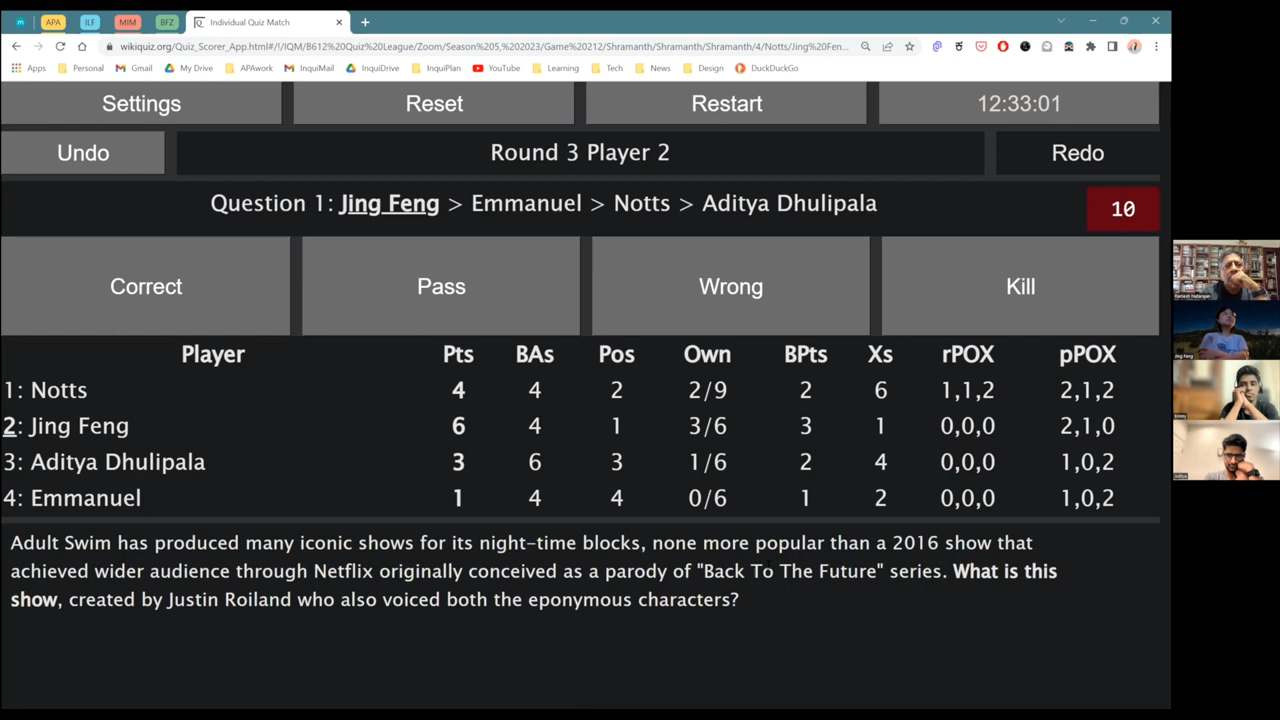 APA
ILF
MIM
BFZ
Individual Quiz Match
wikiquiz.org/Quiz_Scorer_App.html#/!/IQM/B612%20Quiz%20League/Zoom/Season%205,%202023/Game%20212/Shramanth/Shramanth/Shramanth/4/Notts/Jing%20Fen...
Apps Personal Gmail My Drive APAwork InquiMail InquiDrive InquiPlan YouTube Learning Tech News Design DuckDuckGo
Settings Reset Restart 12:33:01
Undo Round 3 Player 2 Redo
Question 1: Jing Feng > Emmanuel > Notts > Aditya Dhulipala 10
Correct Pass Wrong Kill
Player Pts BAs Pos Own BPts Xs rPOX pPOX
1: Notts 4 4 2 2/9 2 6 1,1,2 2,1,2
2: Jing Feng 6 4 1 3/6 3 1 0,0,0 2,1,0
3: Aditya Dhulipala 3 6 3 1/6 2 4 0,0,0 1,0,2
4: Emmanuel 1 4 4 0/6 1 2 0,0,0 1,0,2
Adult Swim has produced many iconic shows for its night-time blocks, none more popular than a 2016 show that
achieved wider audience through Netflix originally conceived as a parody of "Back To The Future" series. What is this
show, created by Justin Roiland who also voiced both the eponymous characters?
Ramesh Natarajan
Jing Feng
Emmy
Aditya